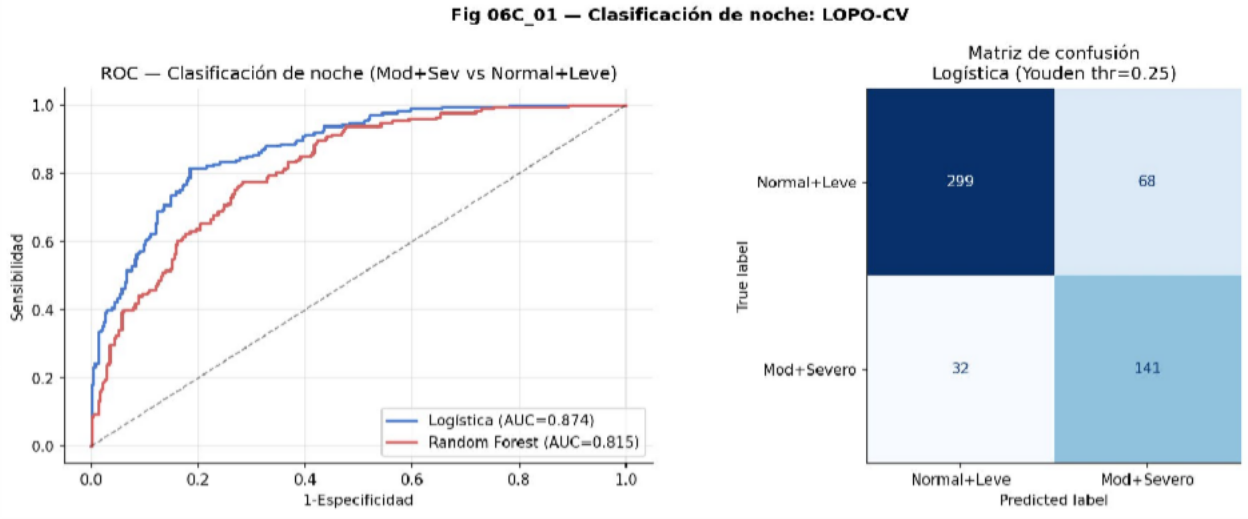 Fig 06C_01 — Clasificación de noche: LOPO-CV
ROC — Clasificación de noche (Mod+Sev vs Normal+Leve)
Sensibilidad
1.0
0.8
0.6
0.4
0.2
0.0
Logística (AUC=0.874)
Random Forest (AUC=0.815)
0.0 0.2 0.4 0.6 0.8 1.0
1-Especificidad
Matriz de confusión
Logística (Youden thr=0.25)
True label
Normal+Leve 299 68
Mod+Severo 32 141
Normal+Leve Mod+Severo
Predicted label